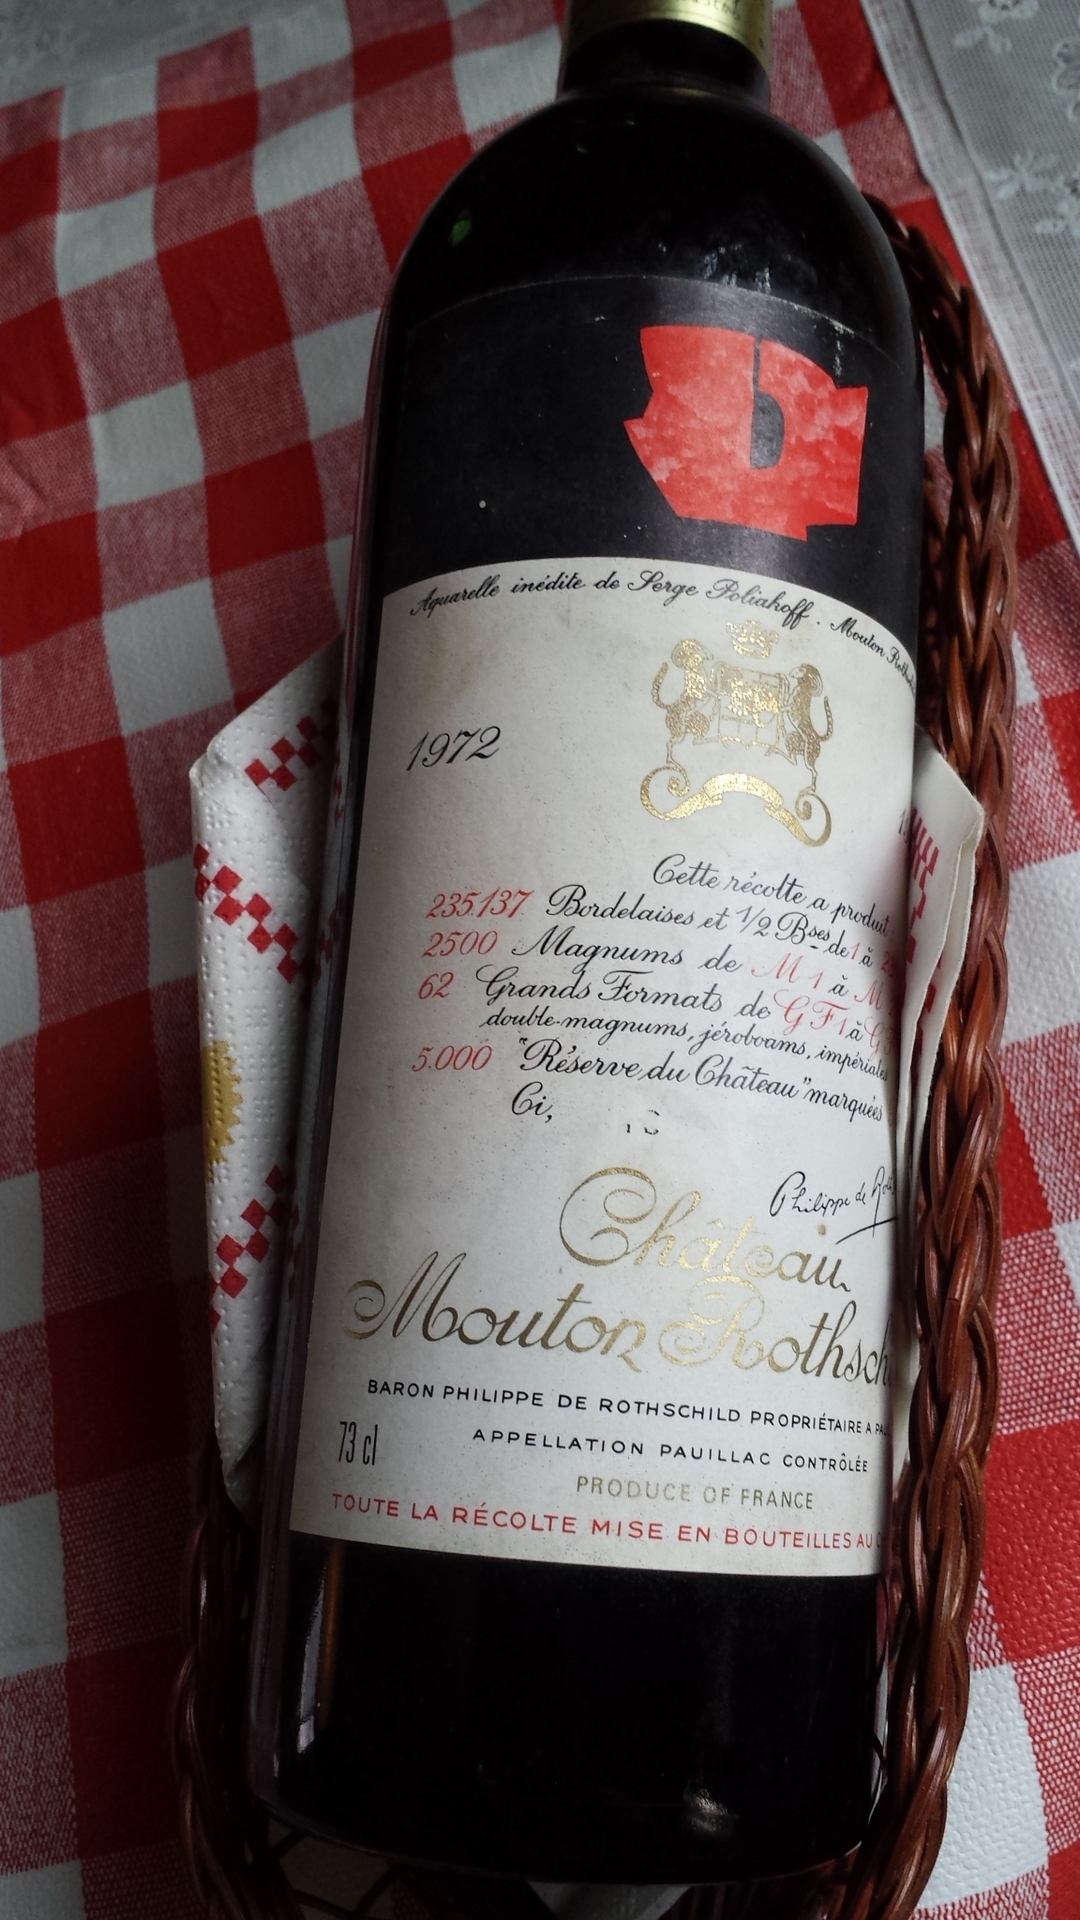 Aquarelle inédite de Serge Poliakoff . Mouton
1972
Cette récolte a produit
235.137 Bordelaises et 1/2 Bses de 1 à
2500 Magnums de M 1 à M
62 Grands Formats de GF 1 à
double-magnums, jéroboams, impériales
5.000 "Réserve du Château" marquées
Ci,
Philippe de
Château
Mouton
BARON PHILIPPE DE ROTHSCHILD PROPRIÉTAIRE A
73 cl
APPELLATION PAUILLAC CONTRÔLÉE
PRODUCE OF FRANCE
TOUTE LA RÉCOLTE MISE EN BOUTEILLES AU